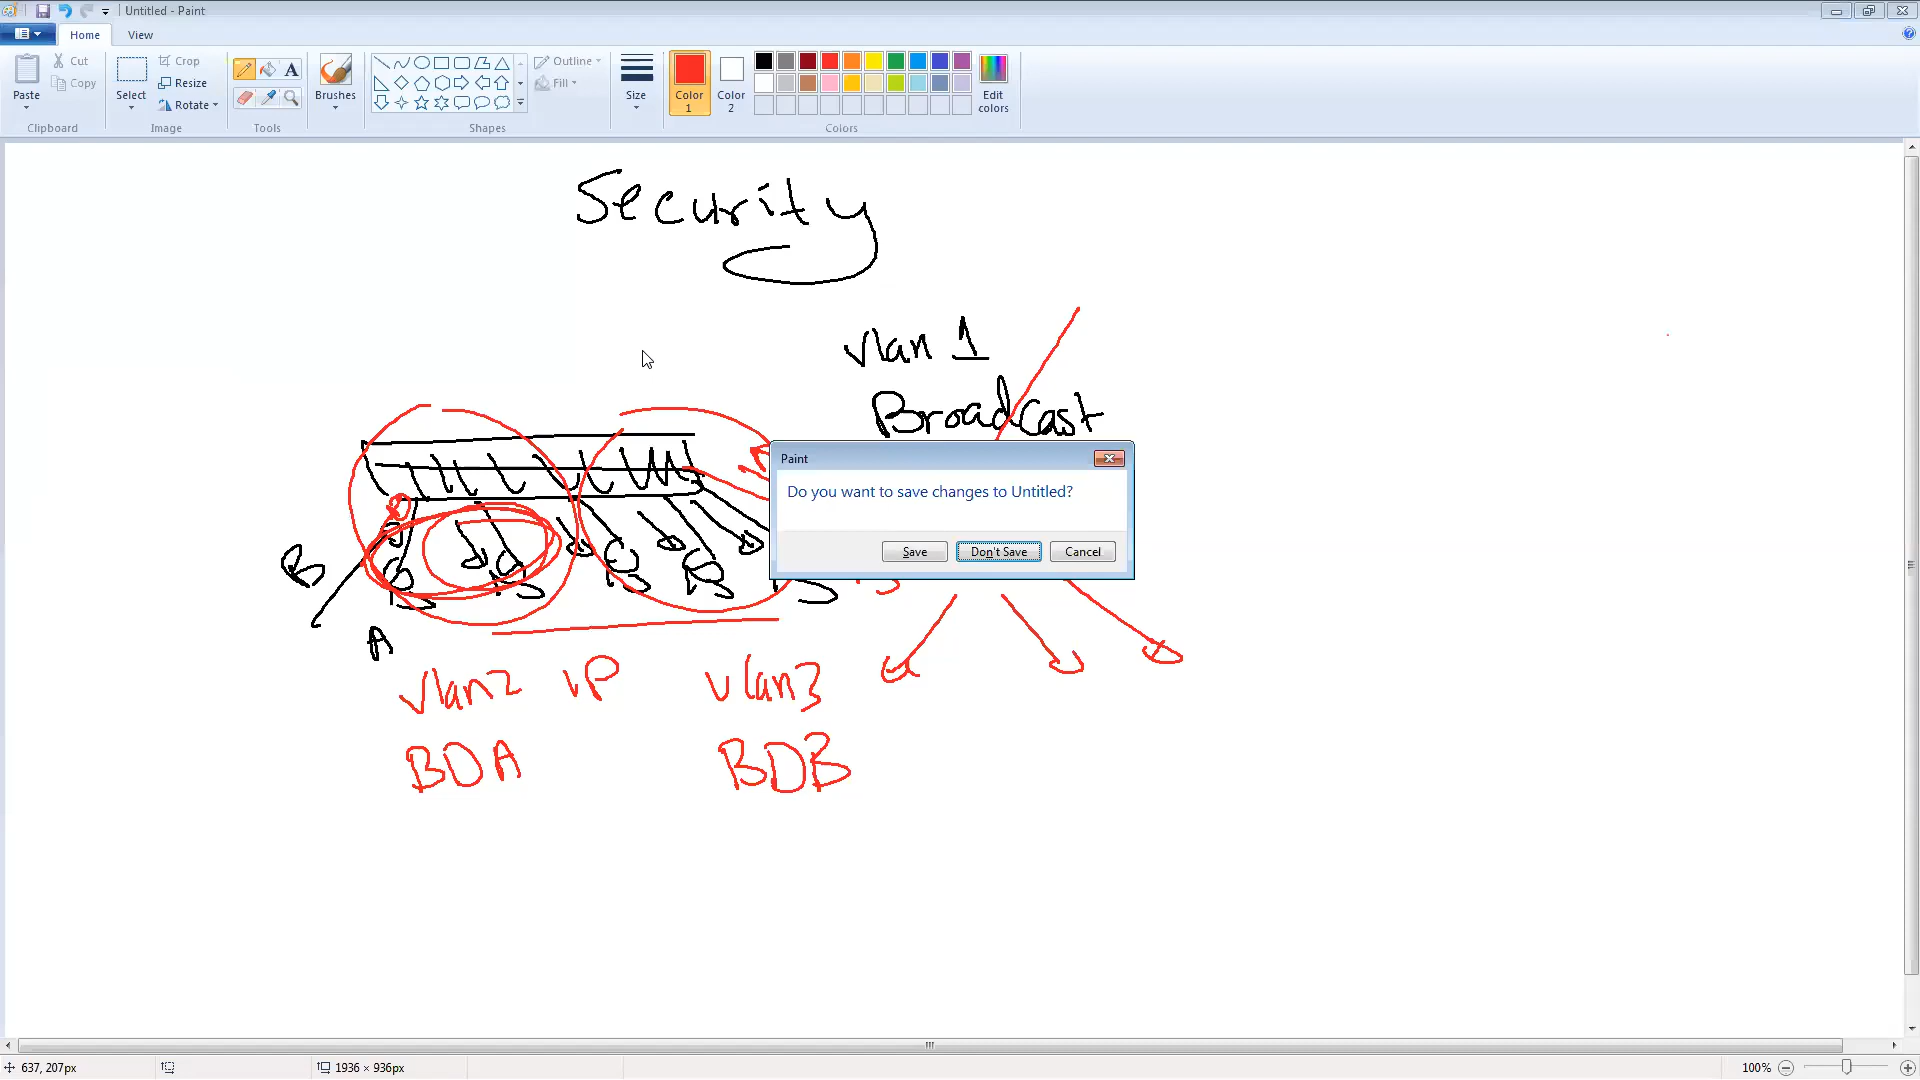 Untitled - Paint
Home View
Paste
Cut
Copy
Clipboard
Select
Crop
Resize
Rotate
Image
A
Tools
Brushes
Shapes
Outline
Fill
Size
Color 1
Color 2
Edit colors
Colors
Security
Vlan 1
Broadcast
Paint
Do you want to save changes to Untitled?
Save Don't Save Cancel
B
A
Vlan2 VP Vlan3
BDA BDB
637, 207px
1936 × 936px
100%